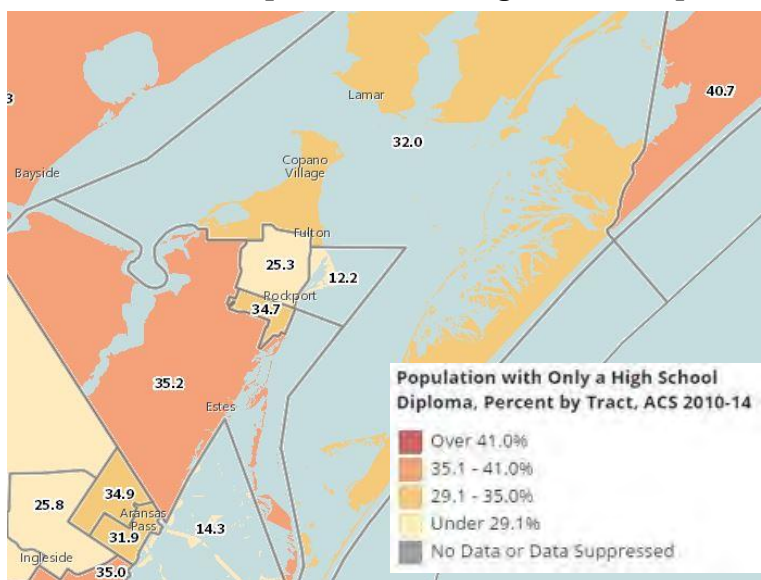 40.7
Lamar
3
32.0
Copano
Village
Bayside
Fulton
25.3
12.2
Rockport
34.7
35.2
Estes
34.9
25.8
Aransas
Pass
14.3
31.9
Ingleside
35.0
Population with Only a High School
Diploma, Percent by Tract, ACS 2010-14
Over 41.0%
35.1 - 41.0%
29.1 - 35.0%
Under 29.1%
No Data or Data Suppressed